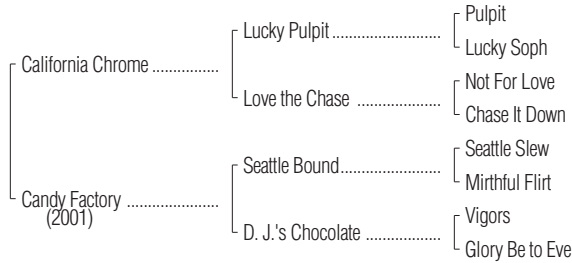 Pulpit
Lucky Pulpit
Lucky Soph
California Chrome
Not For Love
Love the Chase
Chase It Down
Seattle Slew
Seattle Bound
Mirthful Flirt
Candy Factory
(2001)
Vigors
D. J.'s Chocolate
Glory Be to Eve